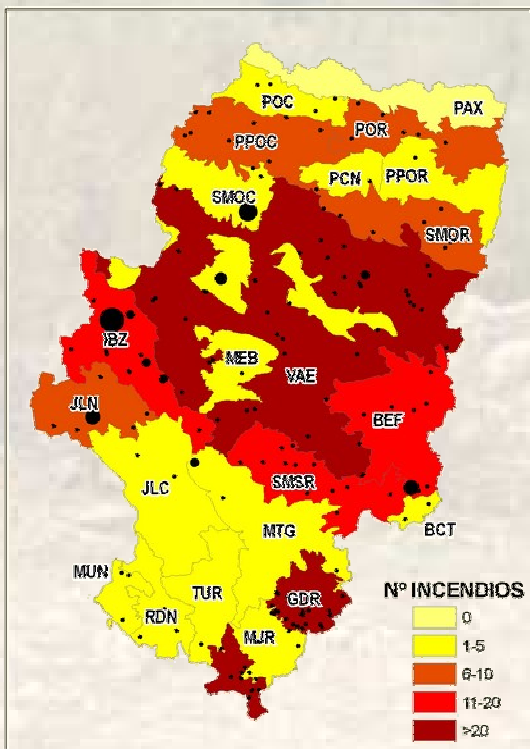 POC
PAX
POR
PPOC
PCN
PPOR
SMOC
SMOR
IBZ
MEB
VAE
JLN
BEF
JLC
SMSR
MTG
BCT
MUN
TUR
GDR
RDN
MJR
Nº INCENDIOS
0
1-5
6-10
11-20
>20